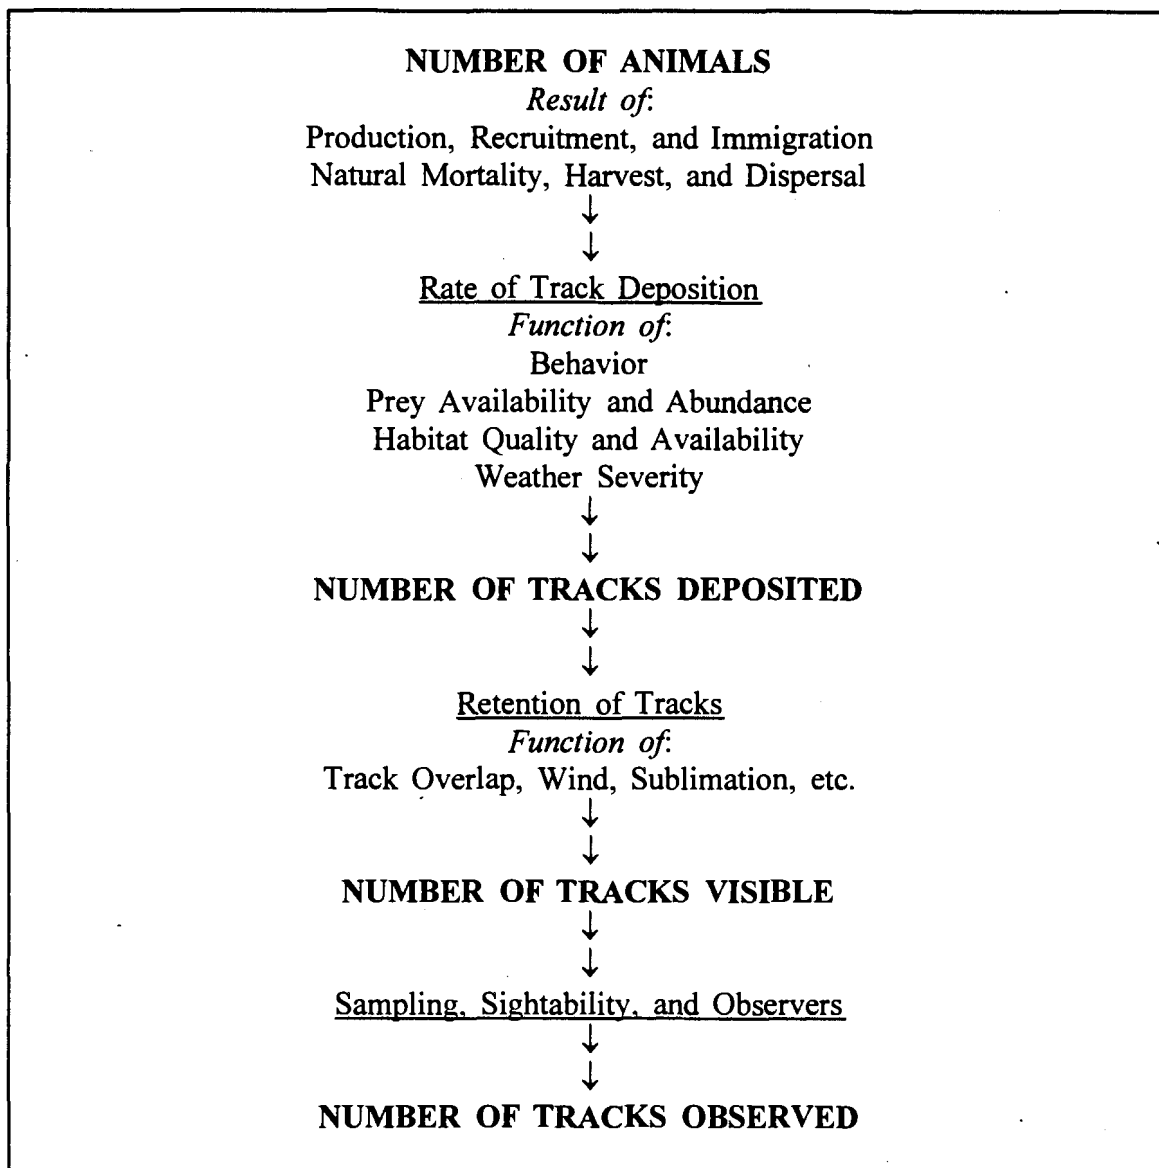 NUMBER OF ANIMALS
Result of:
Production, Recruitment, and Immigration
Natural Mortality, Harvest, and Dispersal
↓
↓
Rate of Track Deposition
Function of:
Behavior
Prey Availability and Abundance
Habitat Quality and Availability
Weather Severity
↓
↓
NUMBER OF TRACKS DEPOSITED
↓
↓
Retention of Tracks
Function of:
Track Overlap, Wind, Sublimation, etc.
↓
↓
NUMBER OF TRACKS VISIBLE
↓
↓
Sampling, Sightability, and Observers
↓
↓
NUMBER OF TRACKS OBSERVED